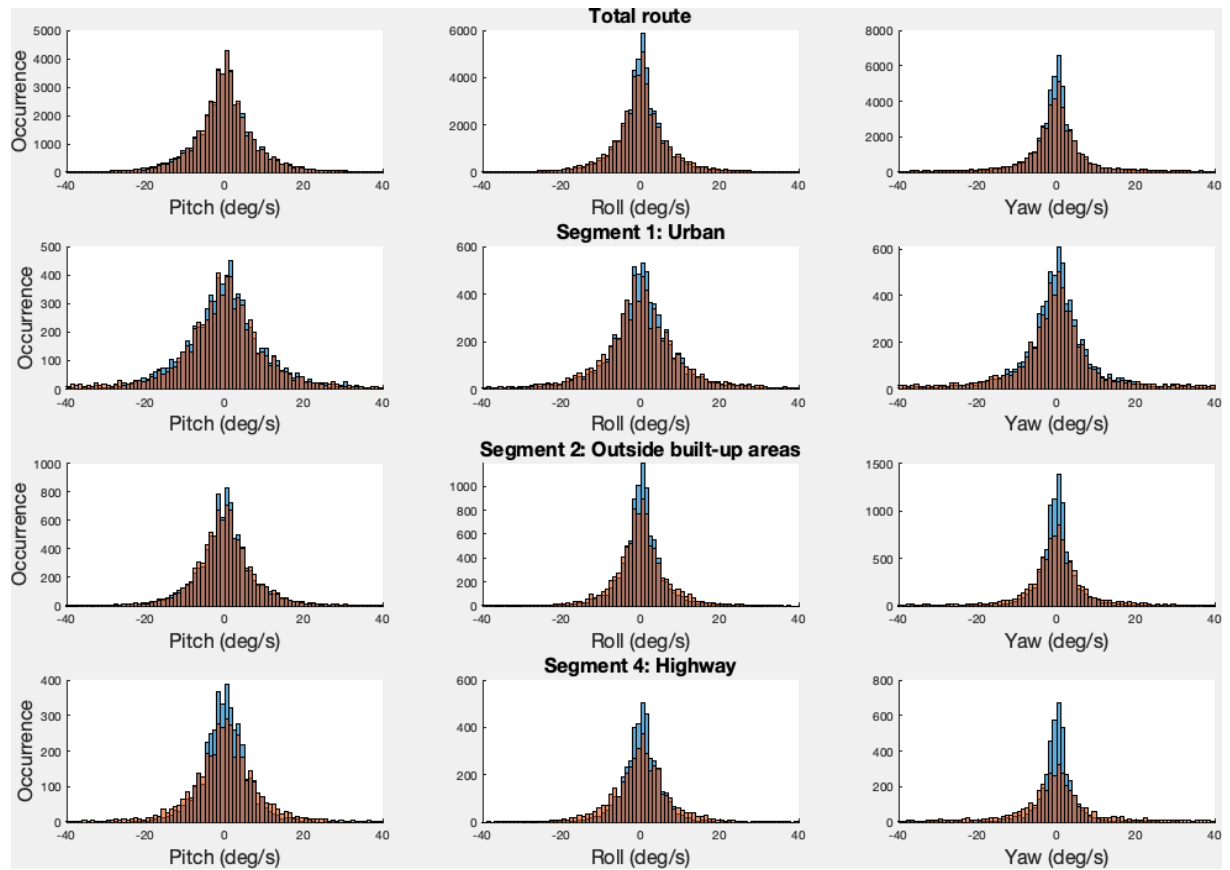 Total route
Occurrence
5000
4000
3000
2000
1000
0
-40 -20 0 20 40
Pitch (deg/s)
6000
4000
2000
0
-40 -20 0 20 40
Roll (deg/s)
8000
6000
4000
2000
0
-40 -20 0 20 40
Yaw (deg/s)
Segment 1: Urban
Occurrence
500
400
300
200
100
0
-40 -20 0 20 40
Pitch (deg/s)
600
400
200
0
-40 -20 0 20 40
Roll (deg/s)
600
400
200
0
-40 -20 0 20 40
Yaw (deg/s)
Segment 2: Outside built-up areas
Occurrence
1000
800
600
400
200
0
-40 -20 0 20 40
Pitch (deg/s)
1000
800
600
400
200
0
-40 -20 0 20 40
Roll (deg/s)
1500
1000
500
0
-40 -20 0 20 40
Yaw (deg/s)
Segment 4: Highway
Occurrence
400
300
200
100
0
-40 -20 0 20 40
Pitch (deg/s)
600
400
200
0
-40 -20 0 20 40
Roll (deg/s)
800
600
400
200
0
-40 -20 0 20 40
Yaw (deg/s)